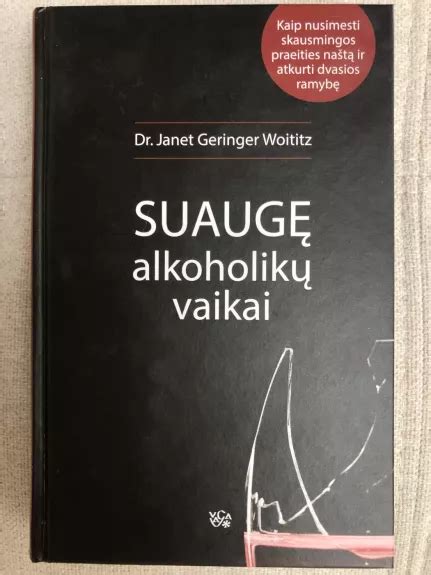 Kaip nusimesti
skausmingos
praeities naštą ir
atkurti dvasios
ramybę
Dr. Janet Geringer Woititz
SUAUGĘ
alkoholikų
vaikai